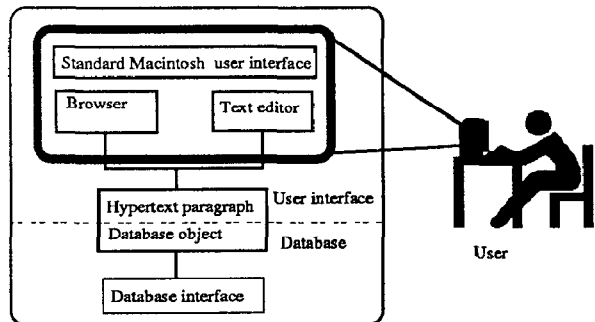 Standard Macintosh user interface
Browser
Text editor
Hypertext paragraph
User interface
Database object
Database
User
Database interface